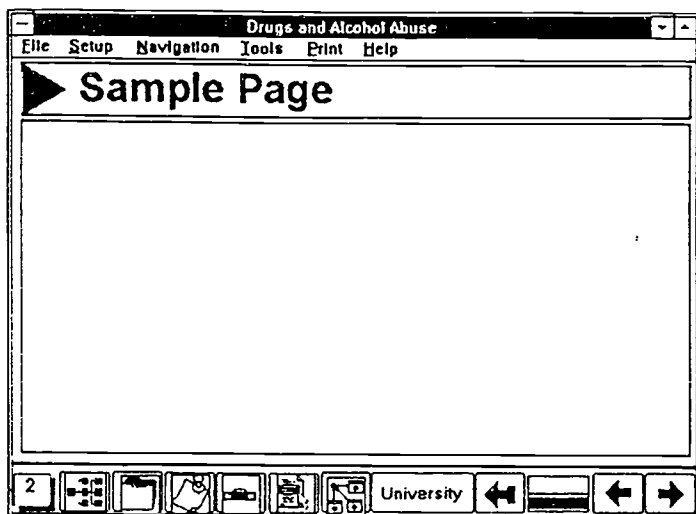 Drugs and Alcohol Abuse
File Setup Navigation Tools Print Help
Sample Page
2 University